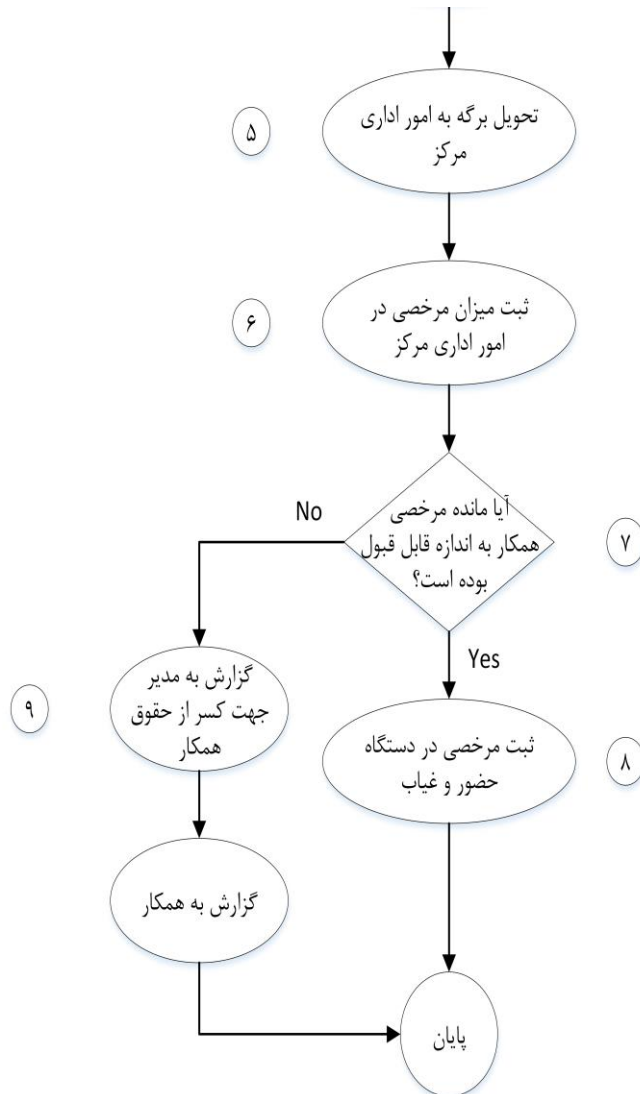 تحویل برگه به امور اداری
مرکز
۵
ثبت میزان مرخصی در
امور اداری مرکز
۶
آیا مانده مرخصی
همکار به اندازه قابل قبول
بوده است؟
۷
No
Yes
ثبت مرخصی در دستگاه
حضور و غیاب
۸
گزارش به مدیر
جهت کسر از حقوق
همکار
۹
گزارش به همکار
پایان